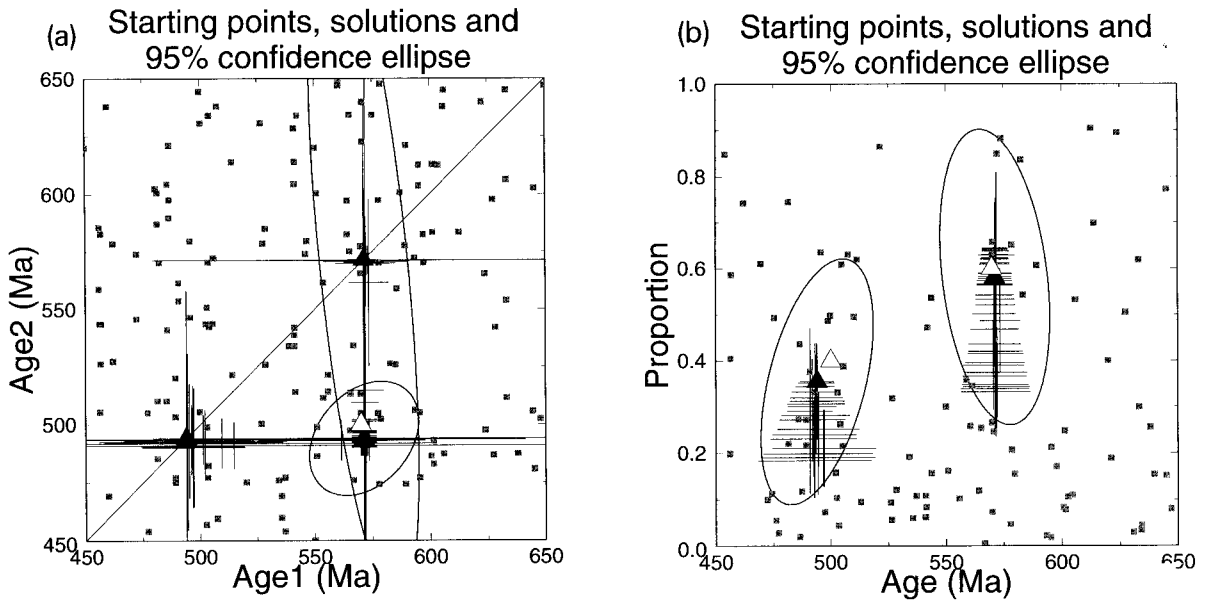 (a)
Starting points, solutions and
95% confidence ellipse
650
600
550
500
450
Age2 (Ma)
450 500 550 600 650
Age1 (Ma)
(b)
Starting points, solutions and
95% confidence ellipse
1.0
0.8
0.6
0.4
0.2
0.0
Proportion
450 500 550 600 650
Age (Ma)